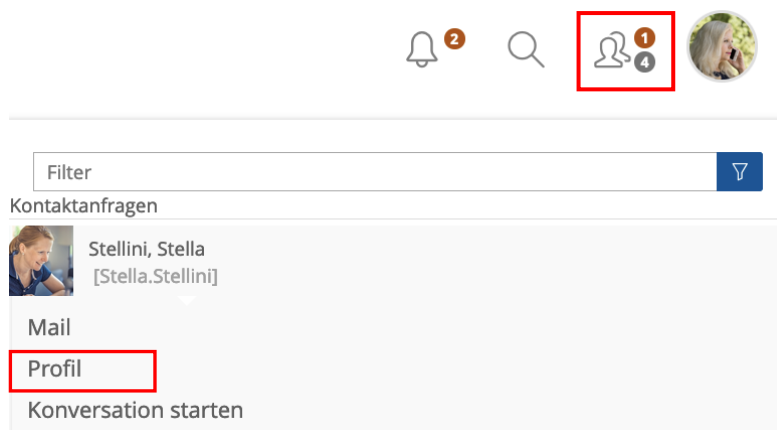 2
1
4
Filter
Kontaktanfragen
Stellini, Stella
[Stella.Stellini]
Mail
Profil
Konversation starten